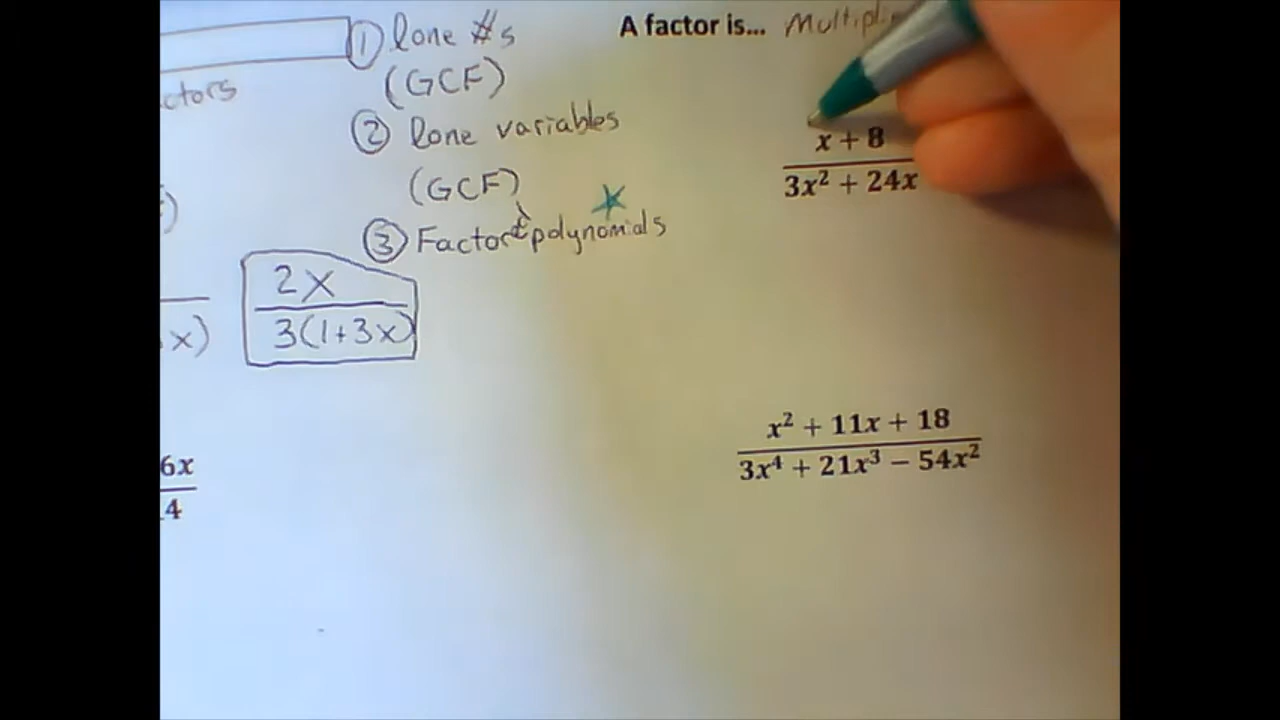 ① lone #s
A factor is...
(GCF)
ctors
② lone variables
x + 8
3x² + 24x
(GCF)
③ Factor polynomials
2x
3(1+3x)
x)
x² + 11x + 18
3x⁴ + 21x³ − 54x²
6x
4